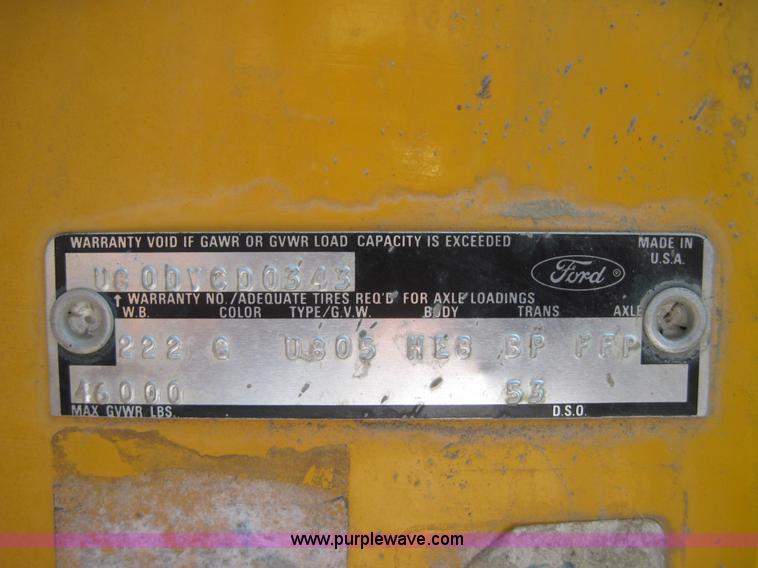 WARRANTY VOID IF GAWR OR GVWR LOAD CAPACITY IS EXCEEDED
MADE IN
U.S.A.
Ford ®
↑ WARRANTY NO./ADEQUATE TIRES REQ'D FOR AXLE LOADINGS
W.B. COLOR TYPE/G.V.W. BODY TRANS AXLE
222 G U805 BP FFP
46000 53
MAX GVWR LBS. D.S.O.
www.purplewave.com